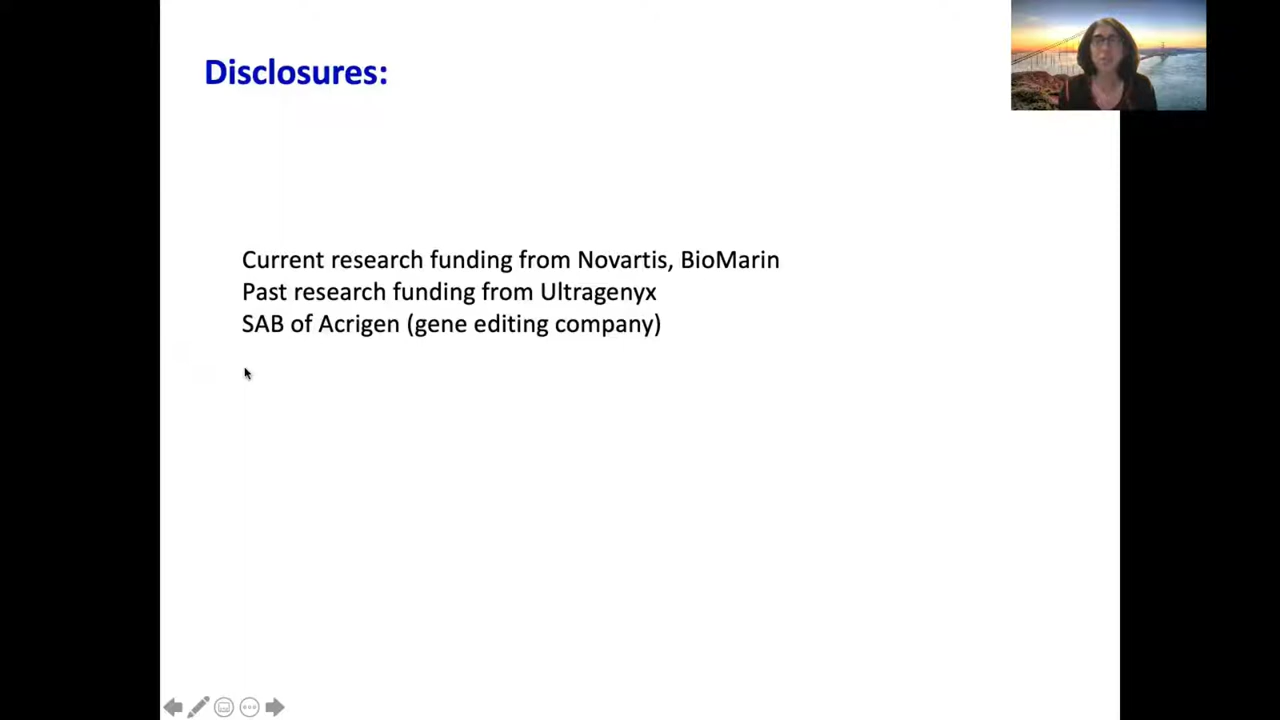 Disclosures:
Current research funding from Novartis, BioMarin
Past research funding from Ultragenyx
SAB of Acrigen (gene editing company)